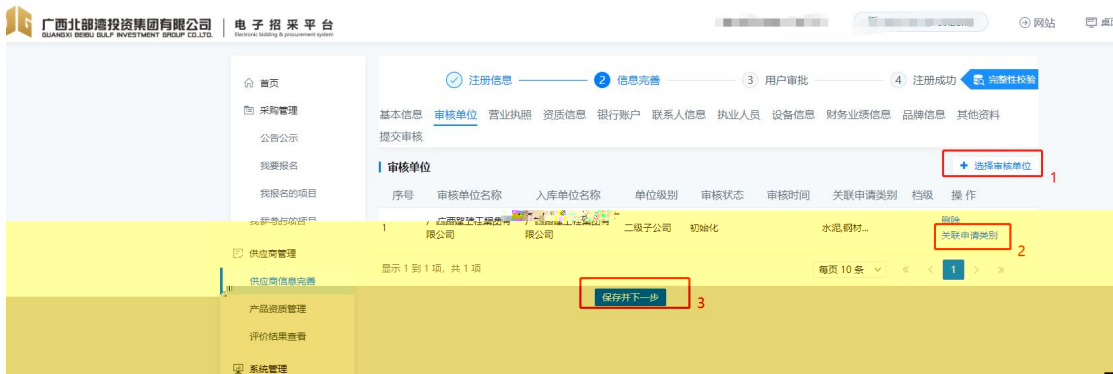 广西北部湾投资集团有限公司
GUANGXI BEIBU GULF INVESTMENT GROUP CO.,LTD.
电子招采平台
Electronic bidding & procurement system
网站
首页
采购管理
公告公示
我要报名
我报名的项目
我参与的项目
供应商管理
供应商信息完善
产品资质管理
评价结果查看
系统管理
注册信息
2 信息完善
3 用户审批
4 注册成功
完整性校验
基本信息 审核单位 营业执照 资质信息 银行账户 联系人信息 执业人员 设备信息 财务业绩信息 品牌信息 其他资料
提交审核
审核单位
+ 选择审核单位
1
序号 审核单位名称 入库单位名称 单位级别 审核状态 审核时间 关联申请类别 档级 操作
1
限公司
限公司
二级子公司 初始化 水泥,钢材...
删除
关联申请类别
2
显示 1 到 1 项, 共 1 项
每页 10 条
« < 1 > »
保存并下一步
3